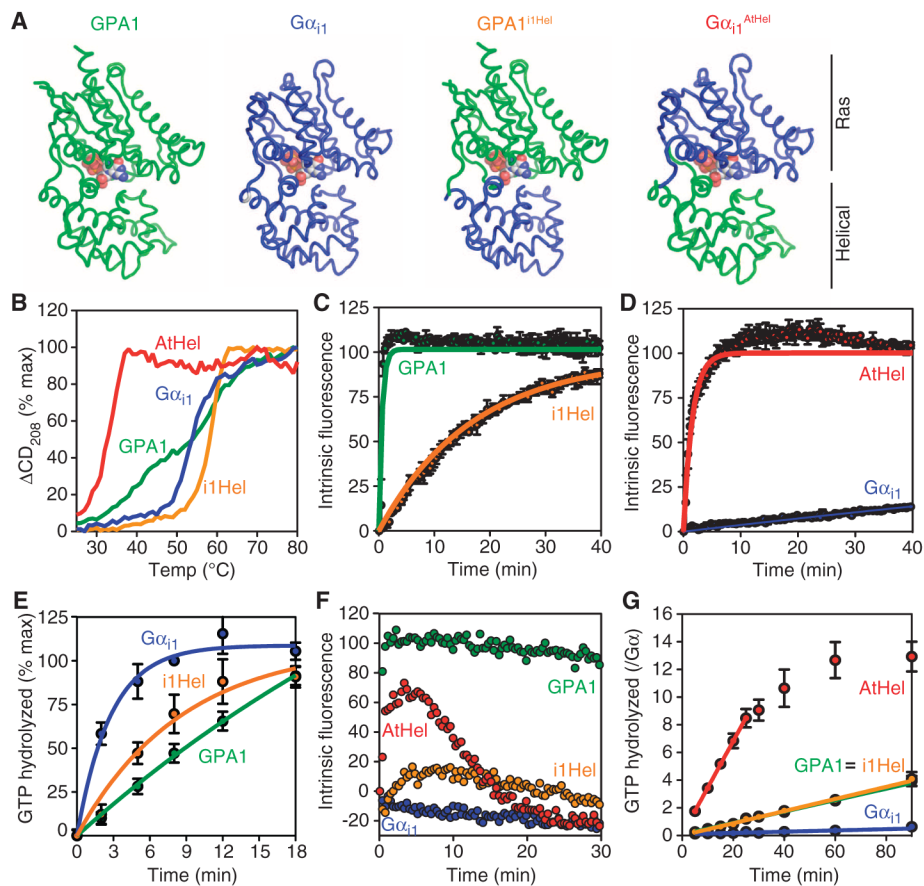 A
GPA1
Gαi1
GPA1^i1Hel
Gαi1^AtHel
Ras
Helical
B
ΔCD208 (% max)
120
100
80
60
40
20
0
AtHel
Gαi1
GPA1
i1Hel
30 40 50 60 70 80
Temp (°C)
C
Intrinsic fluorescence
125
100
75
50
25
0
GPA1
i1Hel
0 10 20 30 40
Time (min)
D
Intrinsic fluorescence
125
100
75
50
25
0
AtHel
Gαi1
0 10 20 30 40
Time (min)
E
GTP hydrolyzed (% max)
125
100
75
50
25
0
Gαi1
i1Hel
GPA1
0 3 6 9 12 15 18
Time (min)
F
Intrinsic fluorescence
120
100
80
60
40
20
0
-20
GPA1
AtHel
i1Hel
Gαi1
0 10 20 30
Time (min)
G
GTP hydrolyzed (/Gα)
16
14
12
10
8
6
4
2
0
AtHel
GPA1= i1Hel
Gαi1
0 20 40 60 80
Time (min)